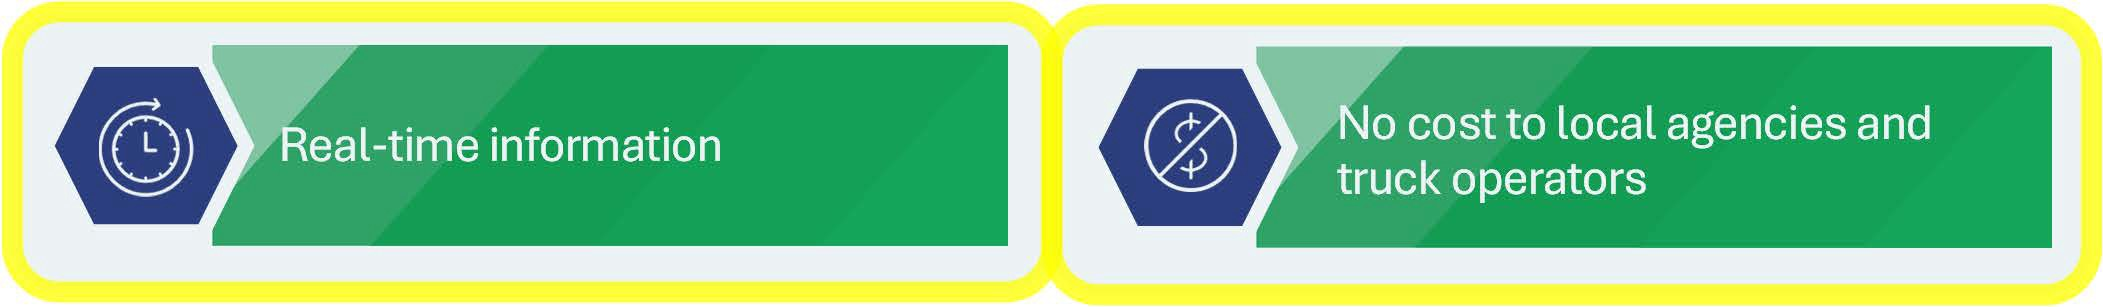 Real-time information
No cost to local agencies and
truck operators